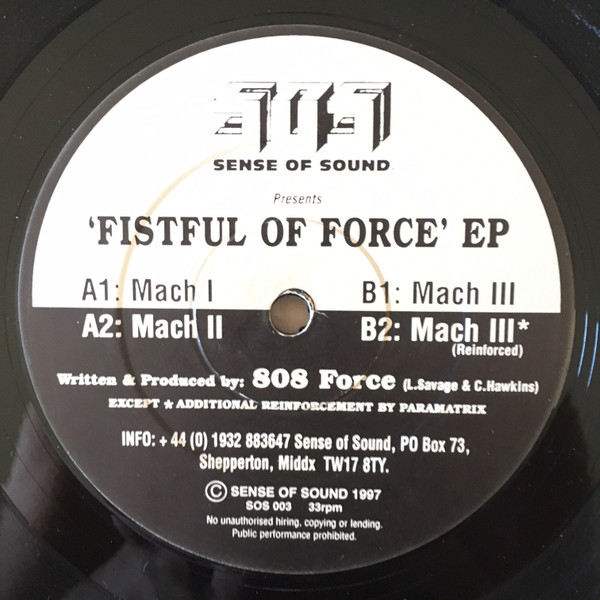 SOS
SENSE OF SOUND
Presents
'FISTFUL OF FORCE' EP
A1: Mach I B1: Mach III
A2: Mach II B2: Mach III*
(Reinforced)
Written & Produced by: 808 Force (L.Savage & C.Hawkins)
EXCEPT * ADDITIONAL REINFORCEMENT BY PARAMATRIX
INFO: + 44 (0) 1932 883647 Sense of Sound, PO Box 73,
Shepperton, Middx TW17 8TY.
© SENSE OF SOUND 1997
SOS 003 33rpm
No unauthorised hiring, copying or lending.
Public performance prohibited.